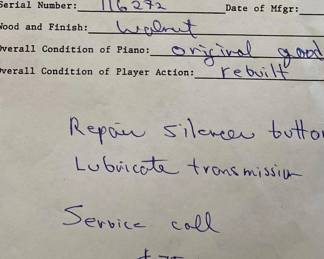 Serial Number: 116272 Date of Mfgr:
Wood and Finish: Walnut
Overall Condition of Piano: original good
Overall Condition of Player Action: rebuilt
Repair silencer button
Lubricate transmission
Service call